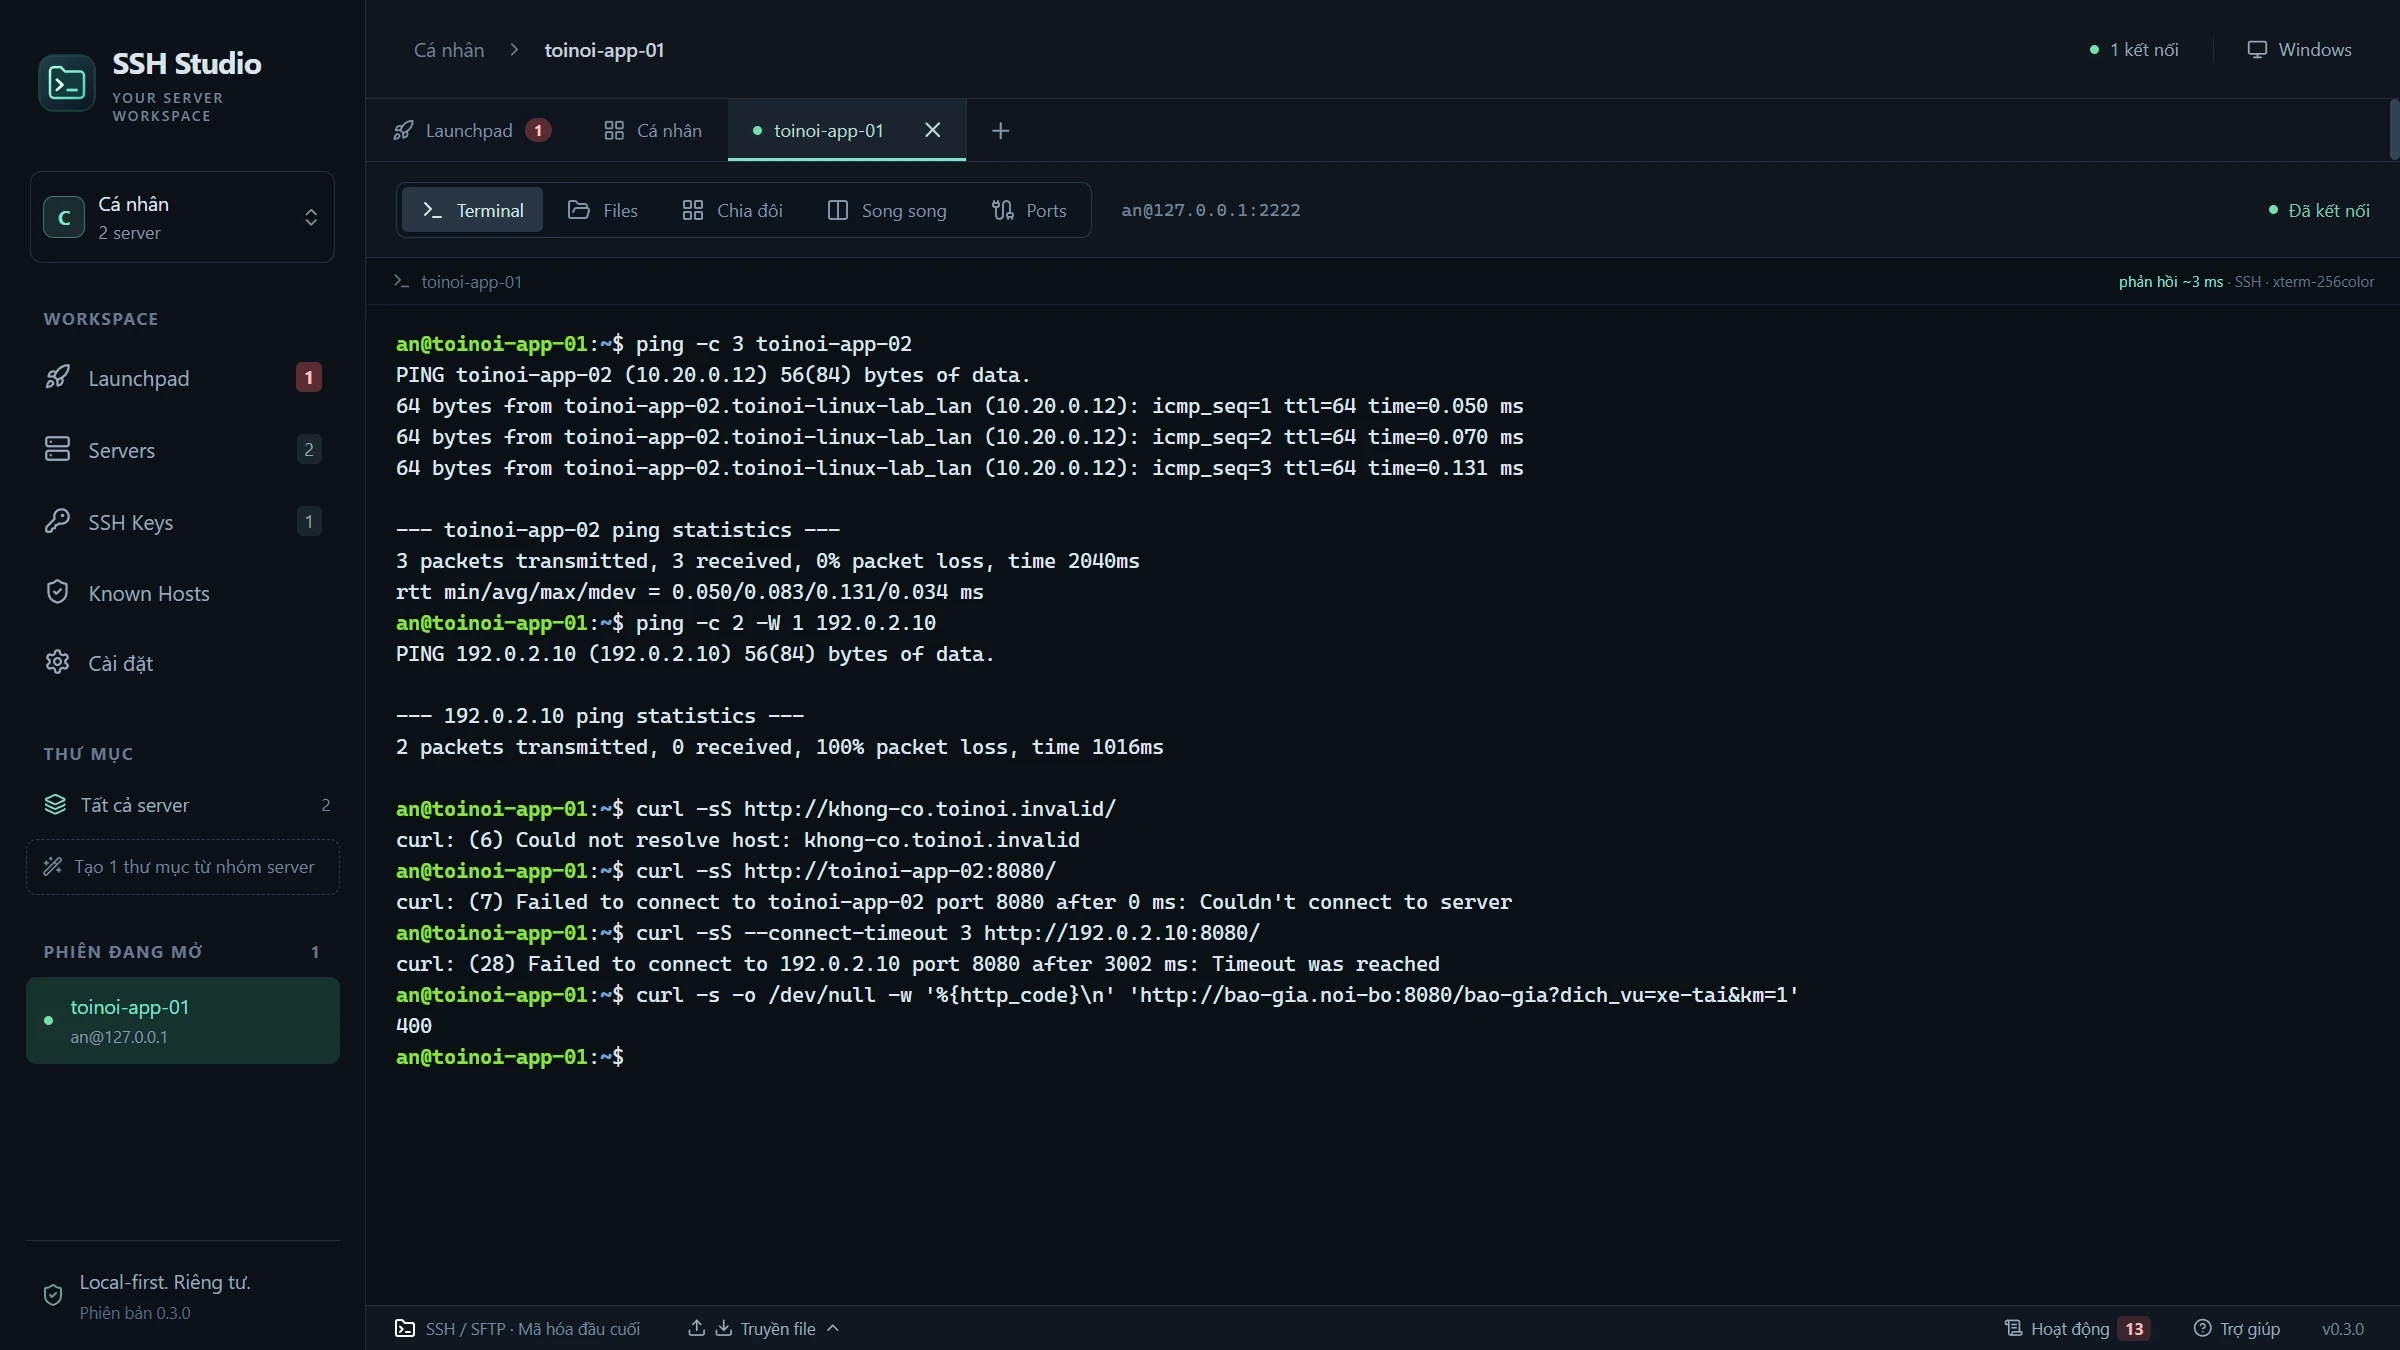 SSH Studio
YOUR SERVER
WORKSPACE
C
Cá nhân
2 server
WORKSPACE
Launchpad 1
Servers 2
SSH Keys 1
Known Hosts
Cài đặt
THƯ MỤC
Tất cả server 2
Tạo 1 thư mục từ nhóm server
PHIÊN ĐANG MỞ 1
toinoi-app-01
an@127.0.0.1
Local-first. Riêng tư.
Phiên bản 0.3.0
Cá nhân > toinoi-app-01
1 kết nối
Windows
Launchpad 1
Cá nhân
toinoi-app-01
Terminal
Files
Chia đôi
Song song
Ports
an@127.0.0.1:2222
Đã kết nối
toinoi-app-01
phản hồi ~3 ms · SSH · xterm-256color
an@toinoi-app-01:~$ ping -c 3 toinoi-app-02
PING toinoi-app-02 (10.20.0.12) 56(84) bytes of data.
64 bytes from toinoi-app-02.toinoi-linux-lab_lan (10.20.0.12): icmp_seq=1 ttl=64 time=0.050 ms
64 bytes from toinoi-app-02.toinoi-linux-lab_lan (10.20.0.12): icmp_seq=2 ttl=64 time=0.070 ms
64 bytes from toinoi-app-02.toinoi-linux-lab_lan (10.20.0.12): icmp_seq=3 ttl=64 time=0.131 ms
--- toinoi-app-02 ping statistics ---
3 packets transmitted, 3 received, 0% packet loss, time 2040ms
rtt min/avg/max/mdev = 0.050/0.083/0.131/0.034 ms
an@toinoi-app-01:~$ ping -c 2 -W 1 192.0.2.10
PING 192.0.2.10 (192.0.2.10) 56(84) bytes of data.
--- 192.0.2.10 ping statistics ---
2 packets transmitted, 0 received, 100% packet loss, time 1016ms
an@toinoi-app-01:~$ curl -sS http://khong-co.toinoi.invalid/
curl: (6) Could not resolve host: khong-co.toinoi.invalid
an@toinoi-app-01:~$ curl -sS http://toinoi-app-02:8080/
curl: (7) Failed to connect to toinoi-app-02 port 8080 after 0 ms: Couldn't connect to server
an@toinoi-app-01:~$ curl -sS --connect-timeout 3 http://192.0.2.10:8080/
curl: (28) Failed to connect to 192.0.2.10 port 8080 after 3002 ms: Timeout was reached
an@toinoi-app-01:~$ curl -s -o /dev/null -w '%{http_code}\n' 'http://bao-gia.noi-bo:8080/bao-gia?dich_vu=xe-tai&km=1'
400
an@toinoi-app-01:~$
SSH / SFTP · Mã hóa đầu cuối
Truyền file
Hoạt động 13
Trợ giúp
v0.3.0